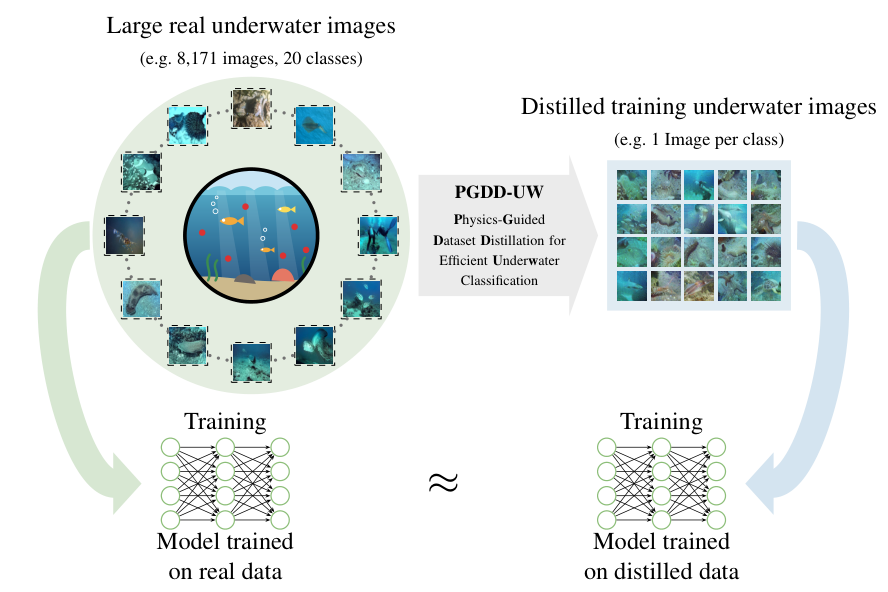 Large real underwater images
(e.g. 8,171 images, 20 classes)
Distilled training underwater images
(e.g. 1 Image per class)
PGDD-UW
Physics-Guided
Dataset Distillation for
Efficient Underwater
Classification
Training
Model trained
on real data
≈
Training
Model trained
on distilled data